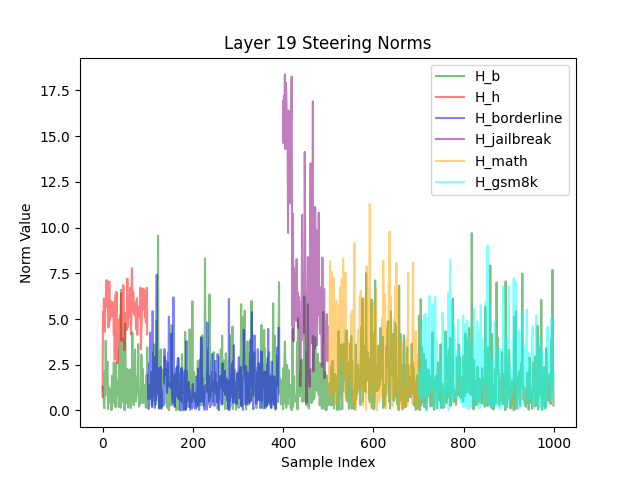 Layer 19 Steering Norms
Norm Value
17.5
15.0
12.5
10.0
7.5
5.0
2.5
0.0
H_b
H_h
H_borderline
H_jailbreak
H_math
H_gsm8k
0 200 400 600 800 1000
Sample Index